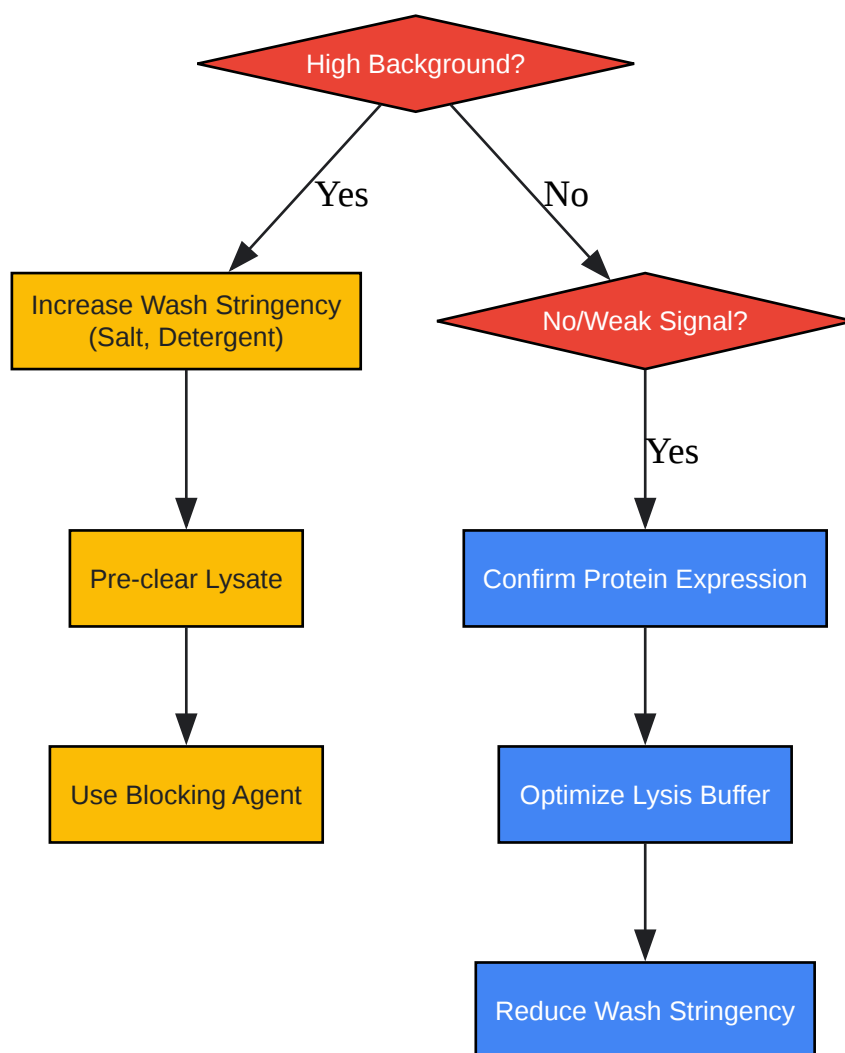 High Background?
Yes
No
Increase Wash Stringency
(Salt, Detergent)
No/Weak Signal?
Yes
Pre-clear Lysate
Confirm Protein Expression
Use Blocking Agent
Optimize Lysis Buffer
Reduce Wash Stringency